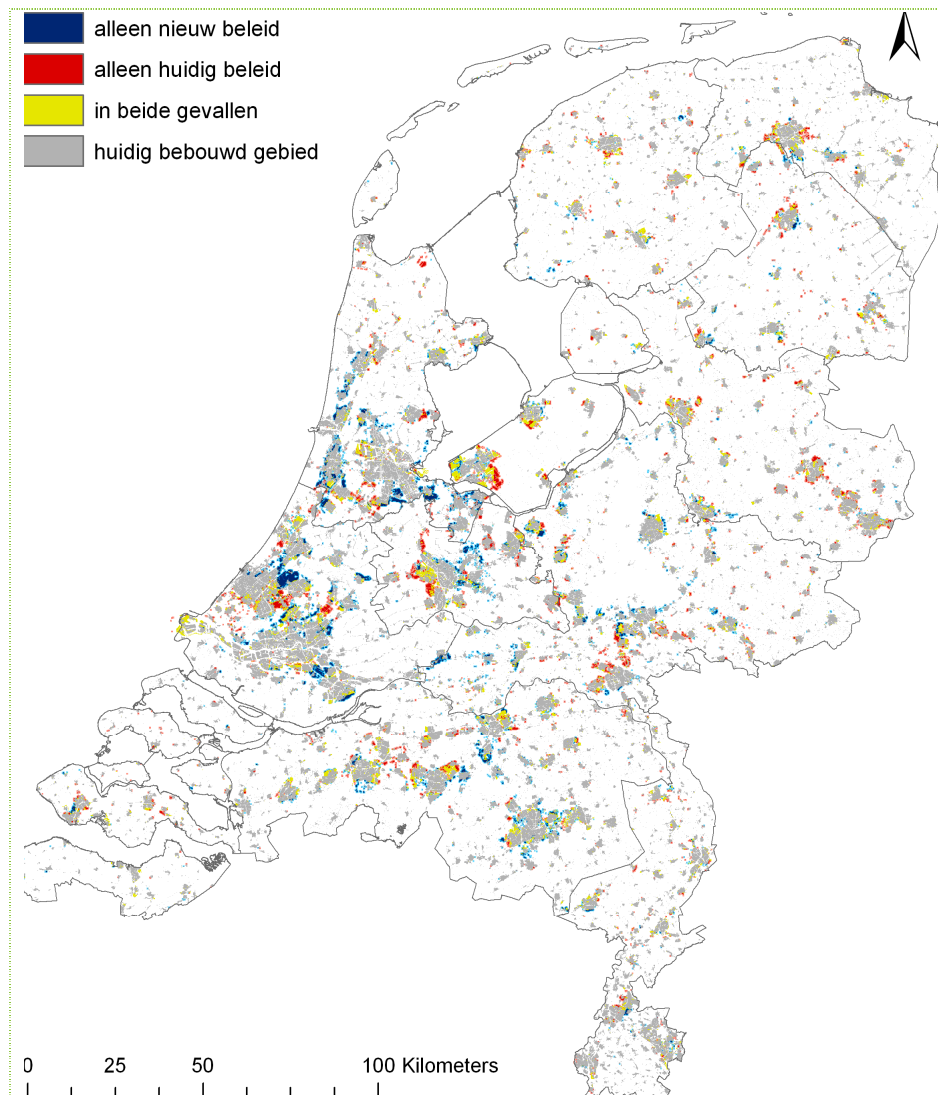 alleen nieuw beleid
alleen huidig beleid
in beide gevallen
huidig bebouwd gebied
0 25 50 100 Kilometers